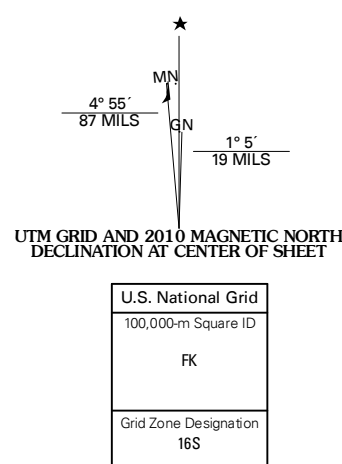 ★
MN
4° 55´
87 MILS
GN
1° 5´
19 MILS
UTM GRID AND 2010 MAGNETIC NORTH
DECLINATION AT CENTER OF SHEET
U.S. National Grid
100,000-m Square ID
FK
Grid Zone Designation
16S